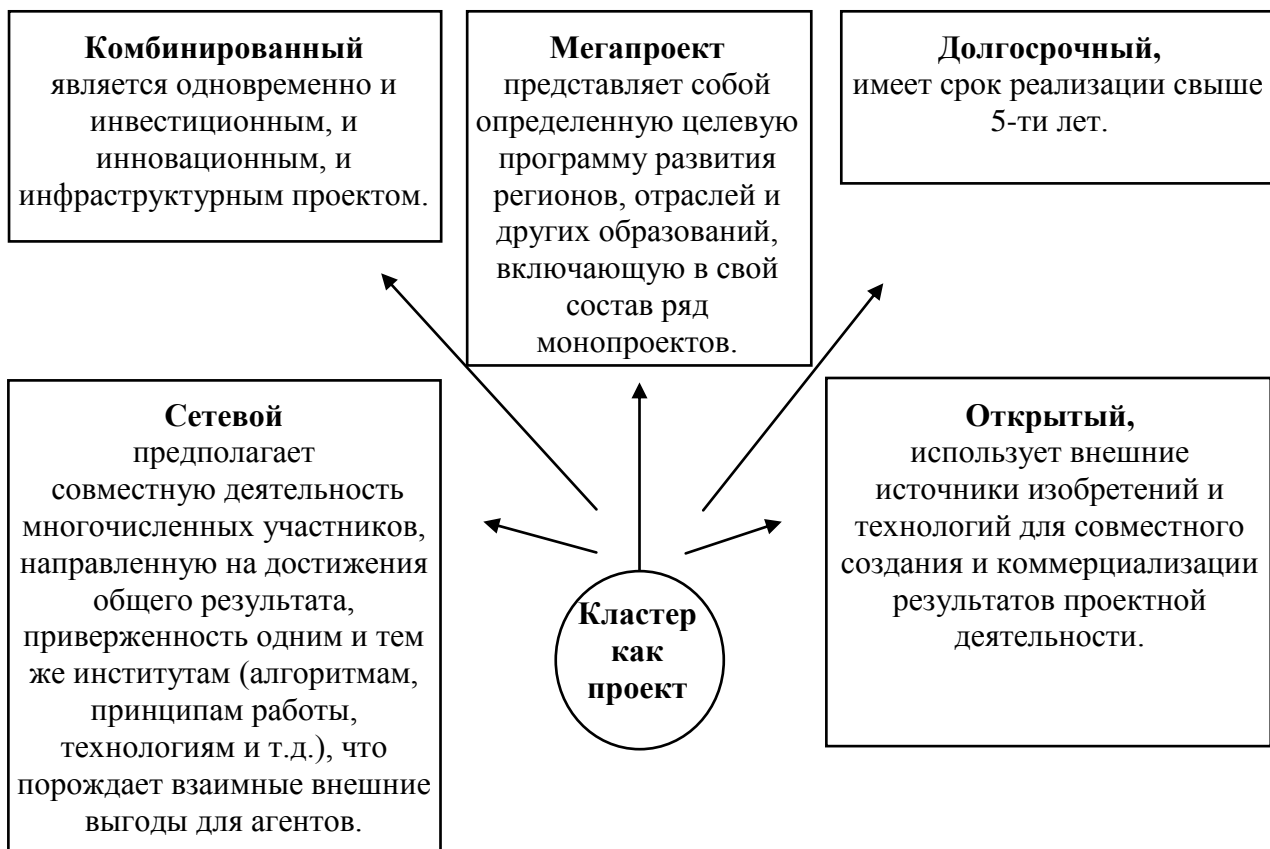 Комбинированный
является одновременно и
инвестиционным, и
инновационным, и
инфраструктурным проектом.
Мегапроект
представляет собой
определенную целевую
программу развития
регионов, отраслей и
других образований,
включающую в свой
состав ряд
монопроектов.
Долгосрочный,
имеет срок реализации свыше
5-ти лет.
Сетевой
предполагает
совместную деятельность
многочисленных участников,
направленную на достижения
общего результата,
приверженность одним и тем
же институтам (алгоритмам,
принципам работы,
технологиям и т.д.), что
порождает взаимные внешние
выгоды для агентов.
Кластер
как
проект
Открытый,
использует внешние
источники изобретений и
технологий для совместного
создания и коммерциализации
результатов проектной
деятельности.